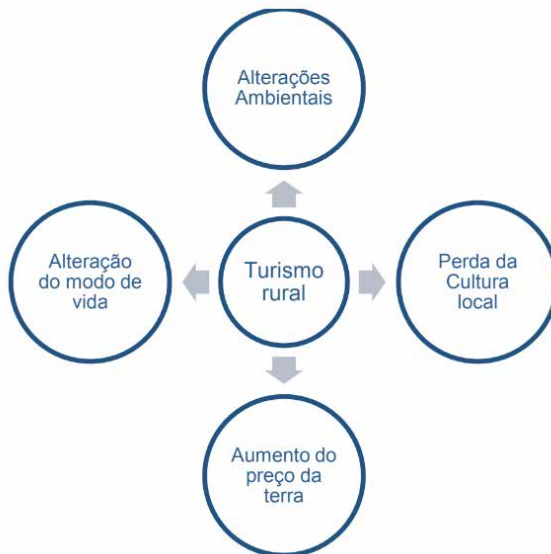 Alterações
Ambientais
Alteração
do modo de
vida
Turismo
rural
Perda da
Cultura
local
Aumento do
preço da
terra